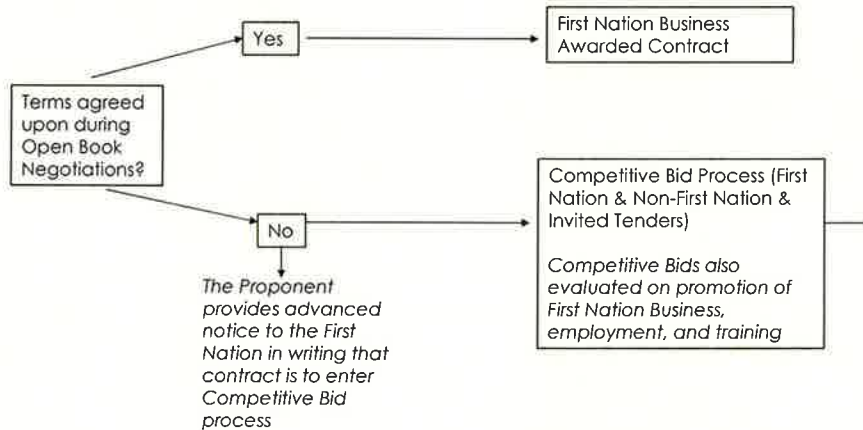 Yes
First Nation Business
Awarded Contract
Terms agreed
upon during
Open Book
Negotiations?
No
The Proponent
provides advanced
notice to the First
Nation in writing that
contract is to enter
Competitive Bid
process
Competitive Bid Process (First
Nation & Non-First Nation &
Invited Tenders)
Competitive Bids also
evaluated on promotion of
First Nation Business,
employment, and training